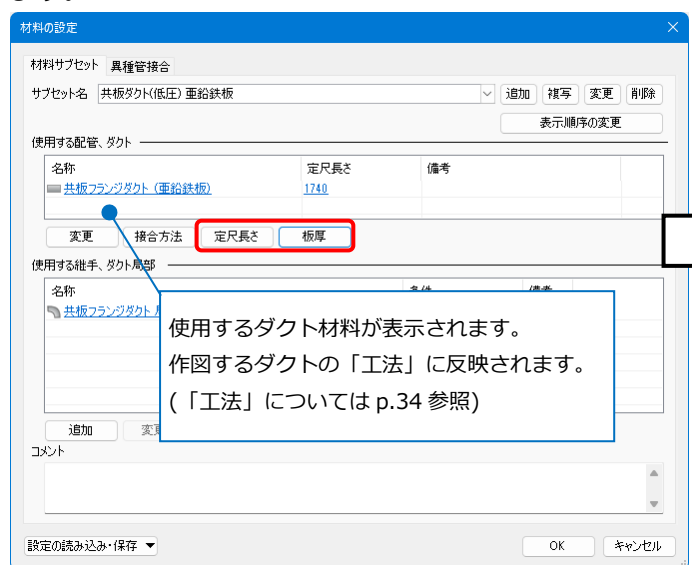 材料の設定
材料サブセット 異種管接合
サブセット名 共板ダクト(低圧) 亜鉛鉄板 追加 複写 変更 削除
表示順序の変更
使用する配管、ダクト
名称 定尺長さ 備考
共板フランジダクト (亜鉛鉄板) 1740
変更 接合方法 定尺長さ 板厚
使用する継手、ダクト局部
名称
共板フランジダクト
使用するダクト材料が表示されます。
作図するダクトの「工法」に反映されます。
(「工法」については p.34 参照)
追加
コメント
設定の読み込み・保存 ▼ OK キャンセル